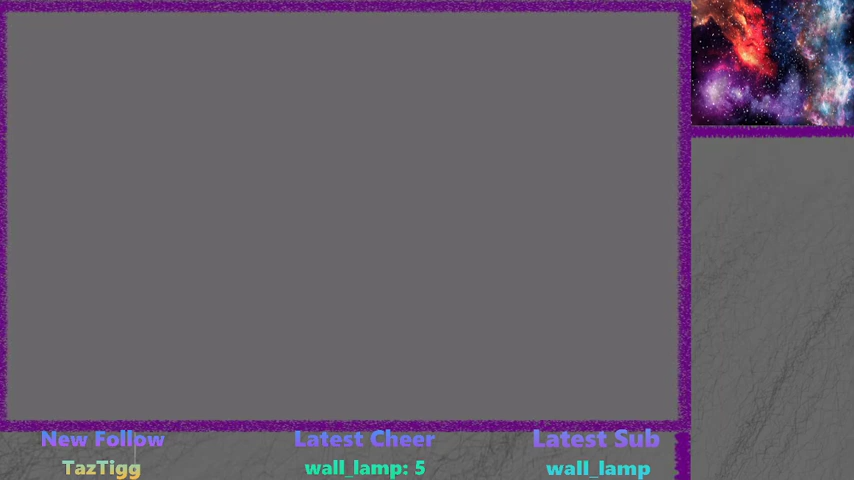 New Follow
TazTigg
Latest Cheer
wall_lamp: 5
Latest Sub
wall_lamp